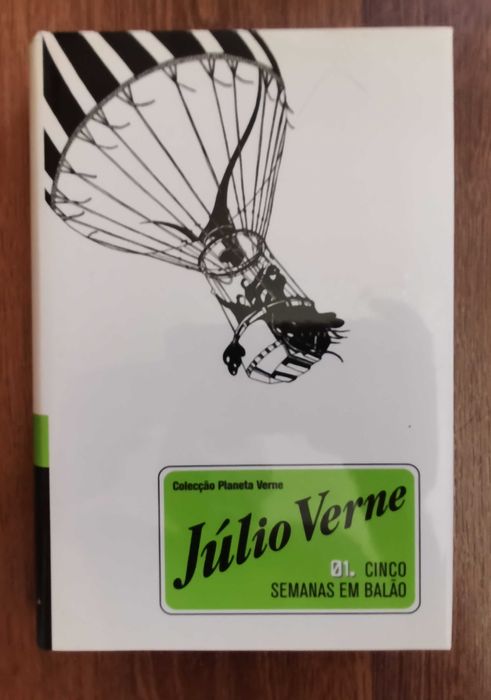 Colecção Planeta Verne
Júlio Verne
01. CINCO
SEMANAS EM BALÃO